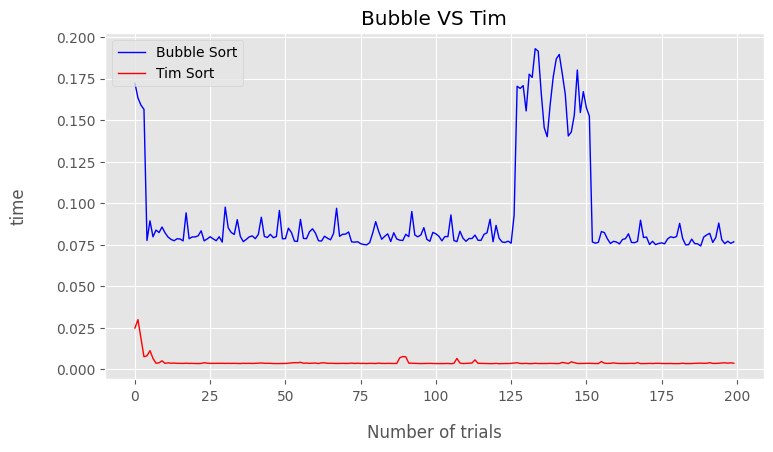 Bubble VS Tim
Bubble Sort
Tim Sort
time
0.200
0.175
0.150
0.125
0.100
0.075
0.050
0.025
0.000
0 25 50 75 100 125 150 175 200
Number of trials